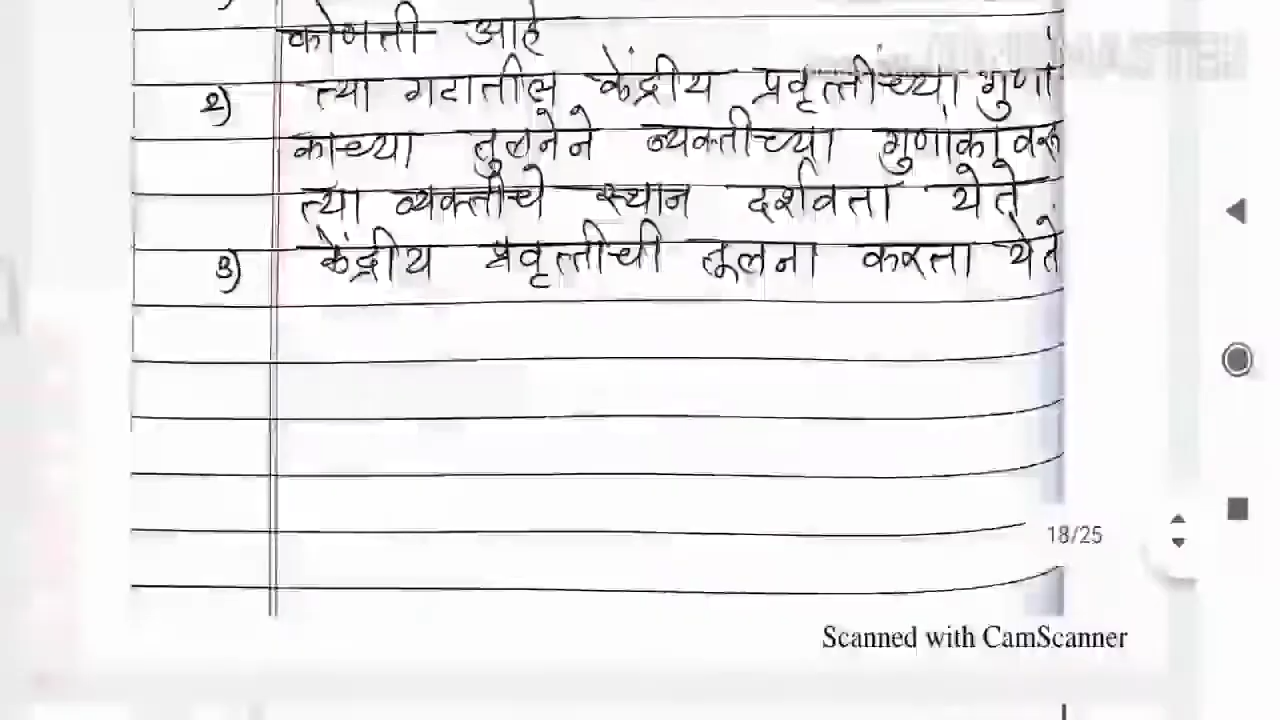 कोणती आहे
२) त्या गटातील केंद्रीय प्रवृत्तींच्या गुणां
काच्या तुलनेने व्यक्तीच्या गुणांकावरू
त्या व्यक्तीचे स्थान दर्शवता येते
३) केंद्रीय प्रवृत्तीची तूलना करता येते
18/25
Scanned with CamScanner